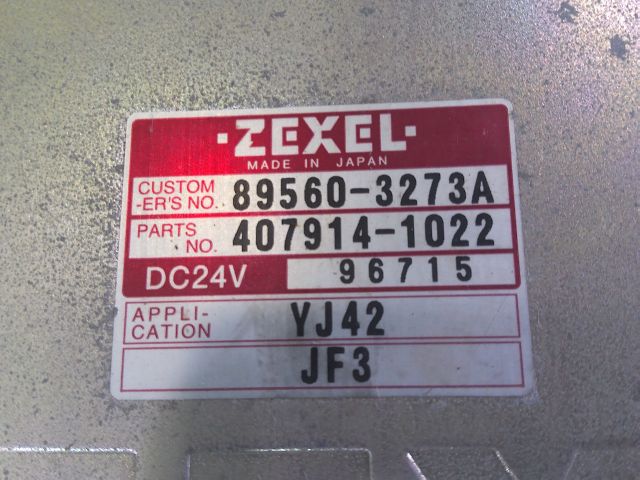 ·ZEXEL·
MADE IN JAPAN
CUSTOM
-ER'S NO. 89560-3273A
PARTS
NO. 407914-1022
DC24V 96715
APPLI-
CATION YJ42
JF3